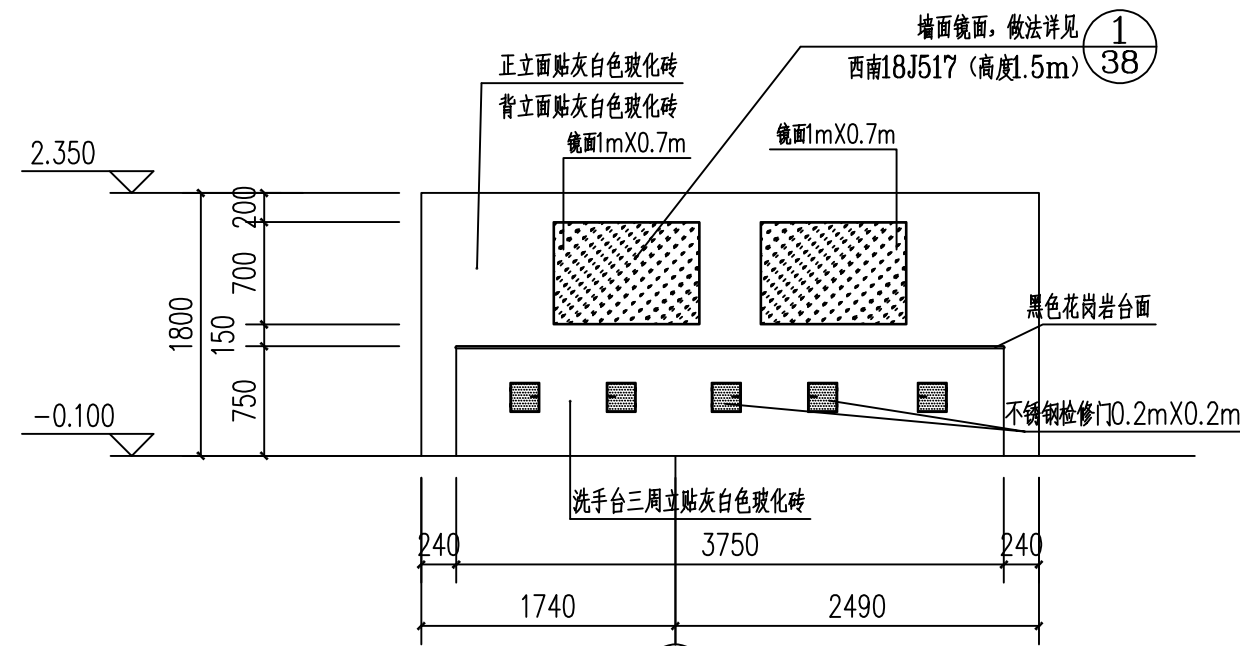 墙面镜面，做法详见
1
西南18J517（高度1.5m）
38
正立面贴灰白色玻化砖
背立面贴灰白色玻化砖
镜面1mX0.7m
镜面1mX0.7m
2.350
200
700
1800
150
黑色花岗岩台面
750
-0.100
不锈钢检修门0.2mX0.2m
洗手台三周立贴灰白色玻化砖
240
3750
240
1740
2490